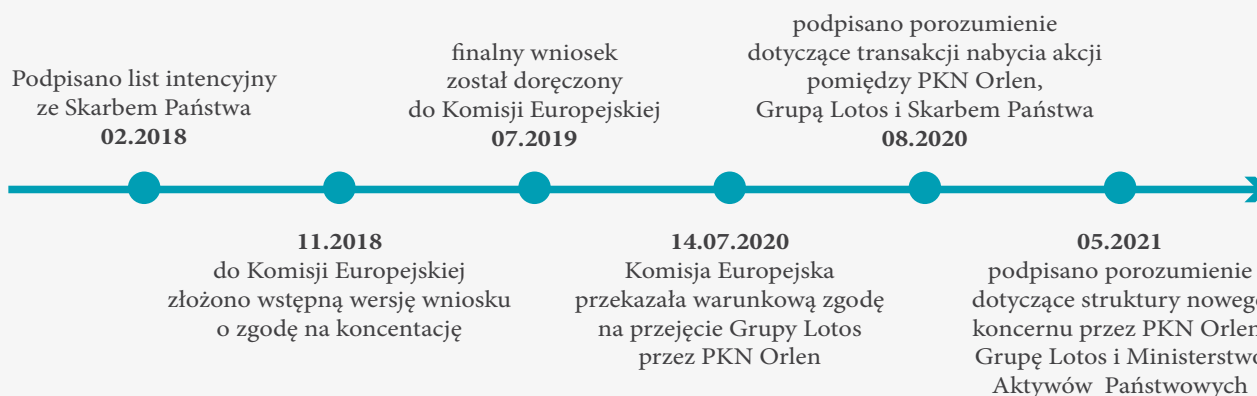 Podpisano list intencyjny
ze Skarbem Państwa
02.2018
11.2018
do Komisji Europejskiej
złożono wstępną wersję wniosku
o zgodę na koncentację
finalny wniosek
został doręczony
do Komisji Europejskiej
07.2019
14.07.2020
Komisja Europejska
przekazała warunkową zgodę
na przejęcie Grupy Lotos
przez PKN Orlen
podpisano porozumienie
dotyczące transakcji nabycia akcji
pomiędzy PKN Orlen,
Grupą Lotos i Skarbem Państwa
08.2020
05.2021
podpisano porozumienie
dotyczące struktury nowego
koncernu przez PKN Orlen
Grupę Lotos i Ministerstwo
Aktywów Państwowych